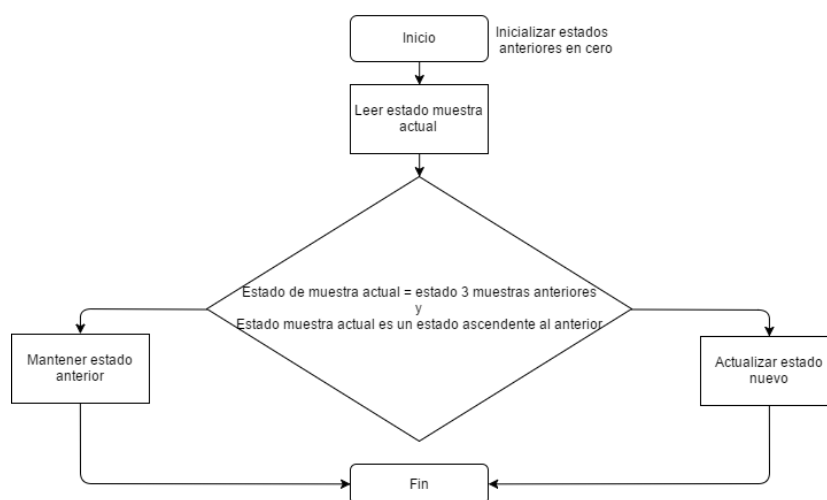 Inicio
Inicializar estados
anteriores en cero
Leer estado muestra
actual
Estado de muestra actual = estado 3 muestras anteriores
y
Estado muestra actual es un estado ascendente al anterior
Mantener estado
anterior
Actualizar estado
nuevo
Fin